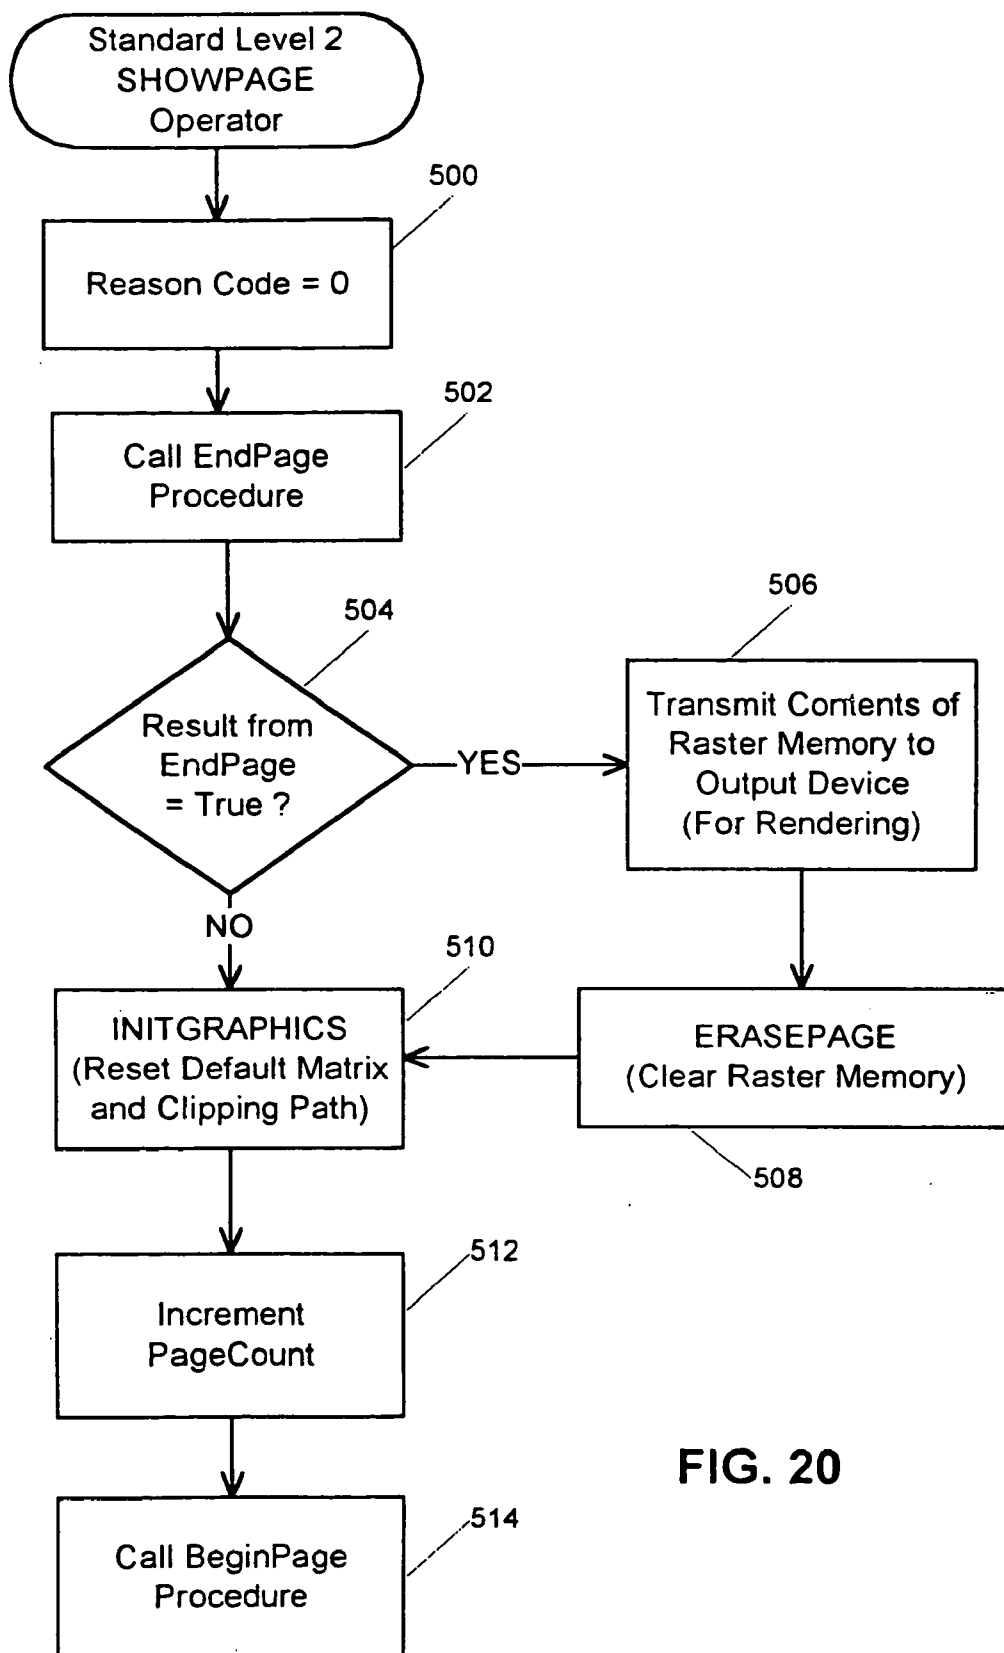 Standard Level 2
SHOWPAGE
Operator
500
Reason Code = 0
502
Call EndPage
Procedure
504
Result from
EndPage
= True ?
YES
506
Transmit Contents of
Raster Memory to
Output Device
(For Rendering)
NO
510
INITGRAPHICS
(Reset Default Matrix
and Clipping Path)
ERASEPAGE
(Clear Raster Memory)
508
512
Increment
PageCount
FIG. 20
514
Call BeginPage
Procedure